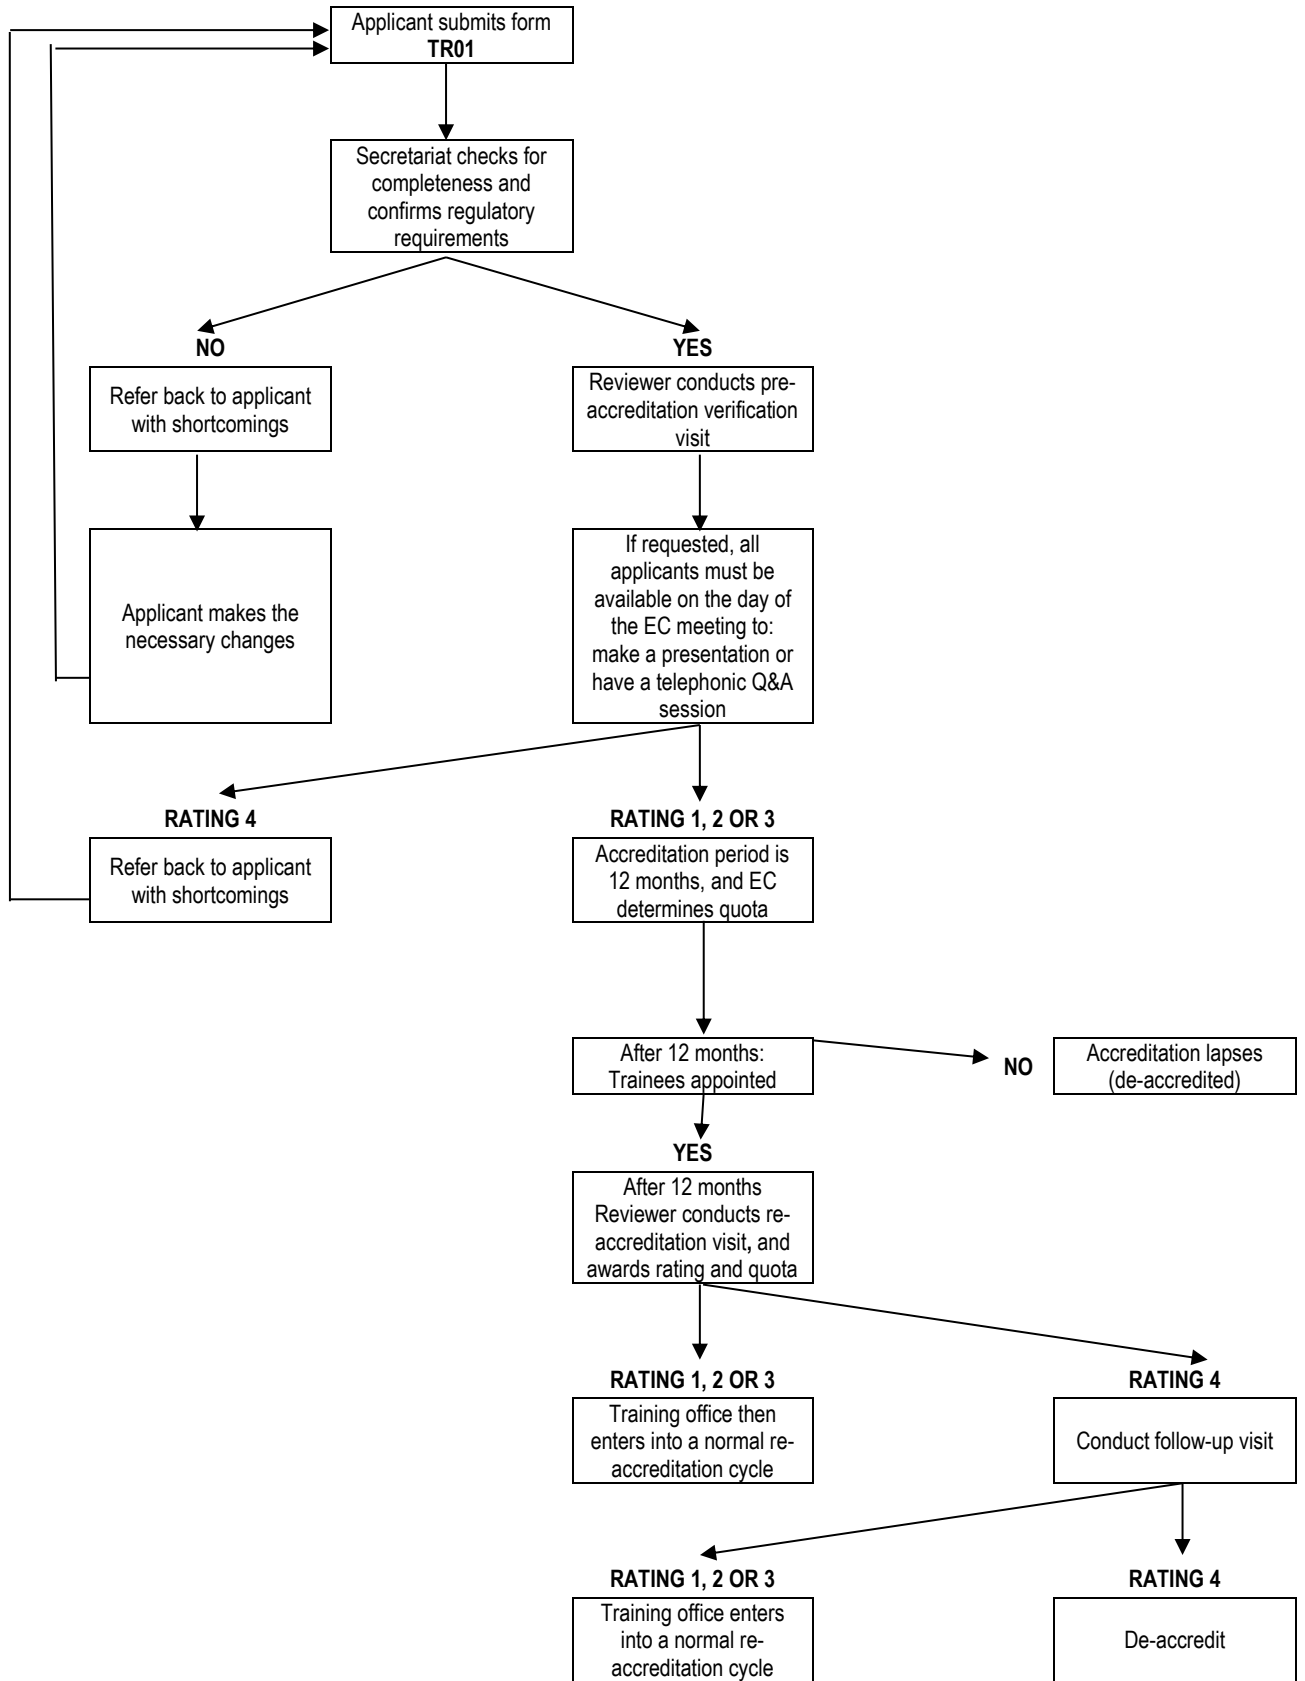 Applicant submits form
TR01
Secretariat checks for
completeness and
confirms regulatory
requirements
NO
YES
Refer back to applicant
with shortcomings
Reviewer conducts pre-
accreditation verification
visit
Applicant makes the
necessary changes
If requested, all
applicants must be
available on the day of
the EC meeting to:
make a presentation or
have a telephonic Q&A
session
RATING 4
RATING 1, 2 OR 3
Refer back to applicant
with shortcomings
Accreditation period is
12 months, and EC
determines quota
After 12 months:
Trainees appointed
NO
Accreditation lapses
(de-accredited)
YES
After 12 months
Reviewer conducts re-
accreditation visit, and
awards rating and quota
RATING 1, 2 OR 3
RATING 4
Training office then
enters into a normal re-
accreditation cycle
Conduct follow-up visit
RATING 1, 2 OR 3
RATING 4
Training office enters
into a normal re-
accreditation cycle
De-accredit